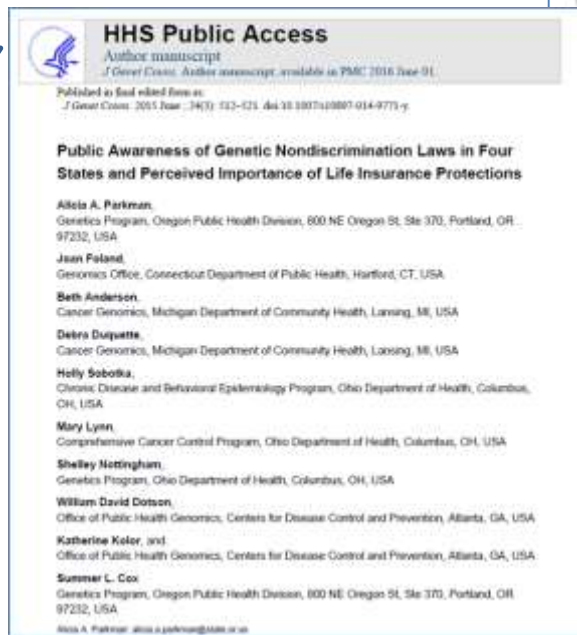 HHS Public Access
Author manuscript
J Genet Couns. Author manuscript; available in PMC 2016 June 01.
Published in final edited form as:
J Genet Couns. 2015 June ; 24(3): 512–521. doi:10.1007/s10897-014-9771-y.
Public Awareness of Genetic Nondiscrimination Laws in Four
States and Perceived Importance of Life Insurance Protections
Alicia A. Parkman,
Genetics Program, Oregon Public Health Division, 800 NE Oregon St, Ste 370, Portland, OR
97232, USA
Joan Foland,
Genomics Office, Connecticut Department of Public Health, Hartford, CT, USA
Beth Anderson,
Cancer Genomics, Michigan Department of Community Health, Lansing, MI, USA
Debra Duquette,
Cancer Genomics, Michigan Department of Community Health, Lansing, MI, USA
Holly Sobotka,
Chronic Disease and Behavioral Epidemiology Program, Ohio Department of Health, Columbus,
OH, USA
Mary Lynn,
Comprehensive Cancer Control Program, Ohio Department of Health, Columbus, OH, USA
Shelley Nottingham,
Genetics Program, Ohio Department of Health, Columbus, OH, USA
William David Dotson,
Office of Public Health Genomics, Centers for Disease Control and Prevention, Atlanta, GA, USA
Katherine Kolor, and
Office of Public Health Genomics, Centers for Disease Control and Prevention, Atlanta, GA, USA
Summer L. Cox
Genetics Program, Oregon Public Health Division, 800 NE Oregon St, Ste 370, Portland, OR
97232, USA
Alicia A. Parkman: alicia.a.parkman@state.or.us